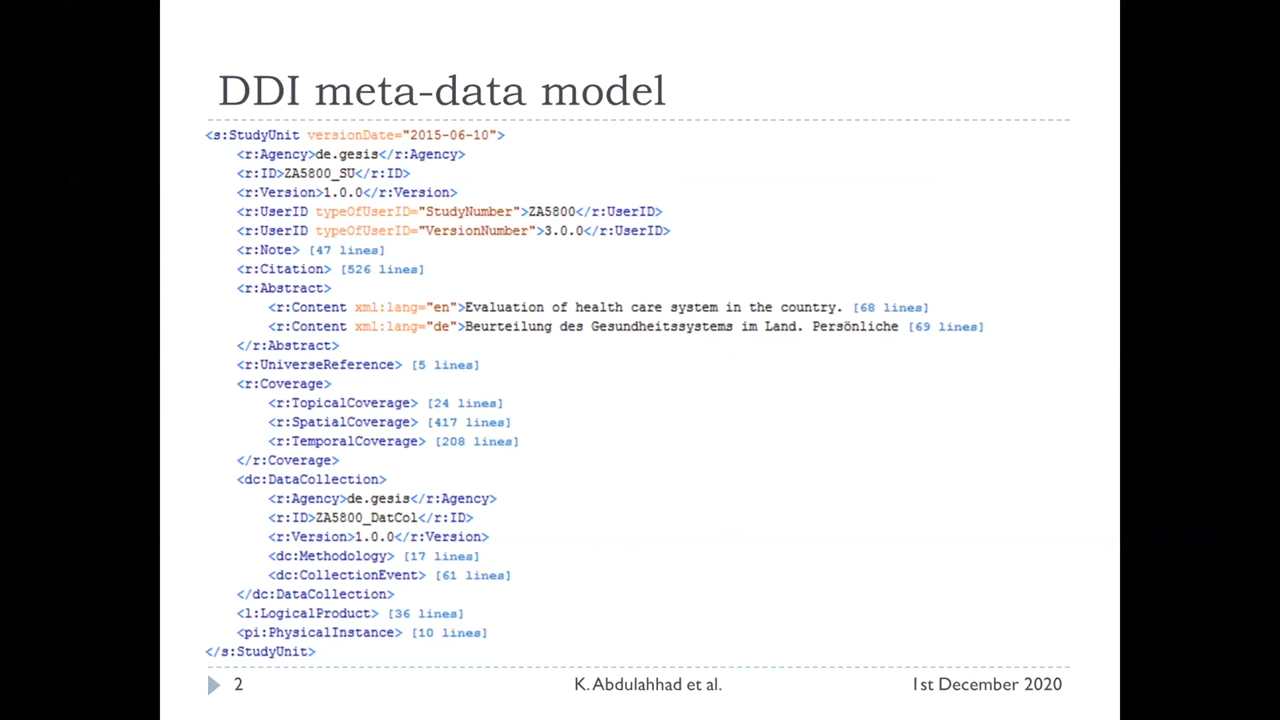 DDI meta-data model
<s:StudyUnit versionDate="2015-06-10">
<r:Agency>de.gesis</r:Agency>
<r:ID>ZA5800_SU</r:ID>
<r:Version>1.0.0</r:Version>
<r:UserID typeOfUserID="StudyNumber">ZA5800</r:UserID>
<r:UserID typeOfUserID="VersionNumber">3.0.0</r:UserID>
<r:Note> [47 lines]
<r:Citation> [526 lines]
<r:Abstract>
<r:Content xml:lang="en">Evaluation of health care system in the country. [68 lines]
<r:Content xml:lang="de">Beurteilung des Gesundheitssystems im Land. Persönliche [69 lines]
</r:Abstract>
<r:UniverseReference> [5 lines]
<r:Coverage>
<r:TopicalCoverage> [24 lines]
<r:SpatialCoverage> [417 lines]
<r:TemporalCoverage> [208 lines]
</r:Coverage>
<dc:DataCollection>
<r:Agency>de.gesis</r:Agency>
<r:ID>ZA5800_DatCol</r:ID>
<r:Version>1.0.0</r:Version>
<dc:Methodology> [17 lines]
<dc:CollectionEvent> [61 lines]
</dc:DataCollection>
<l:LogicalProduct> [36 lines]
<pi:PhysicalInstance> [10 lines]
</s:StudyUnit>
2 K. Abdulahhad et al. 1st December 2020